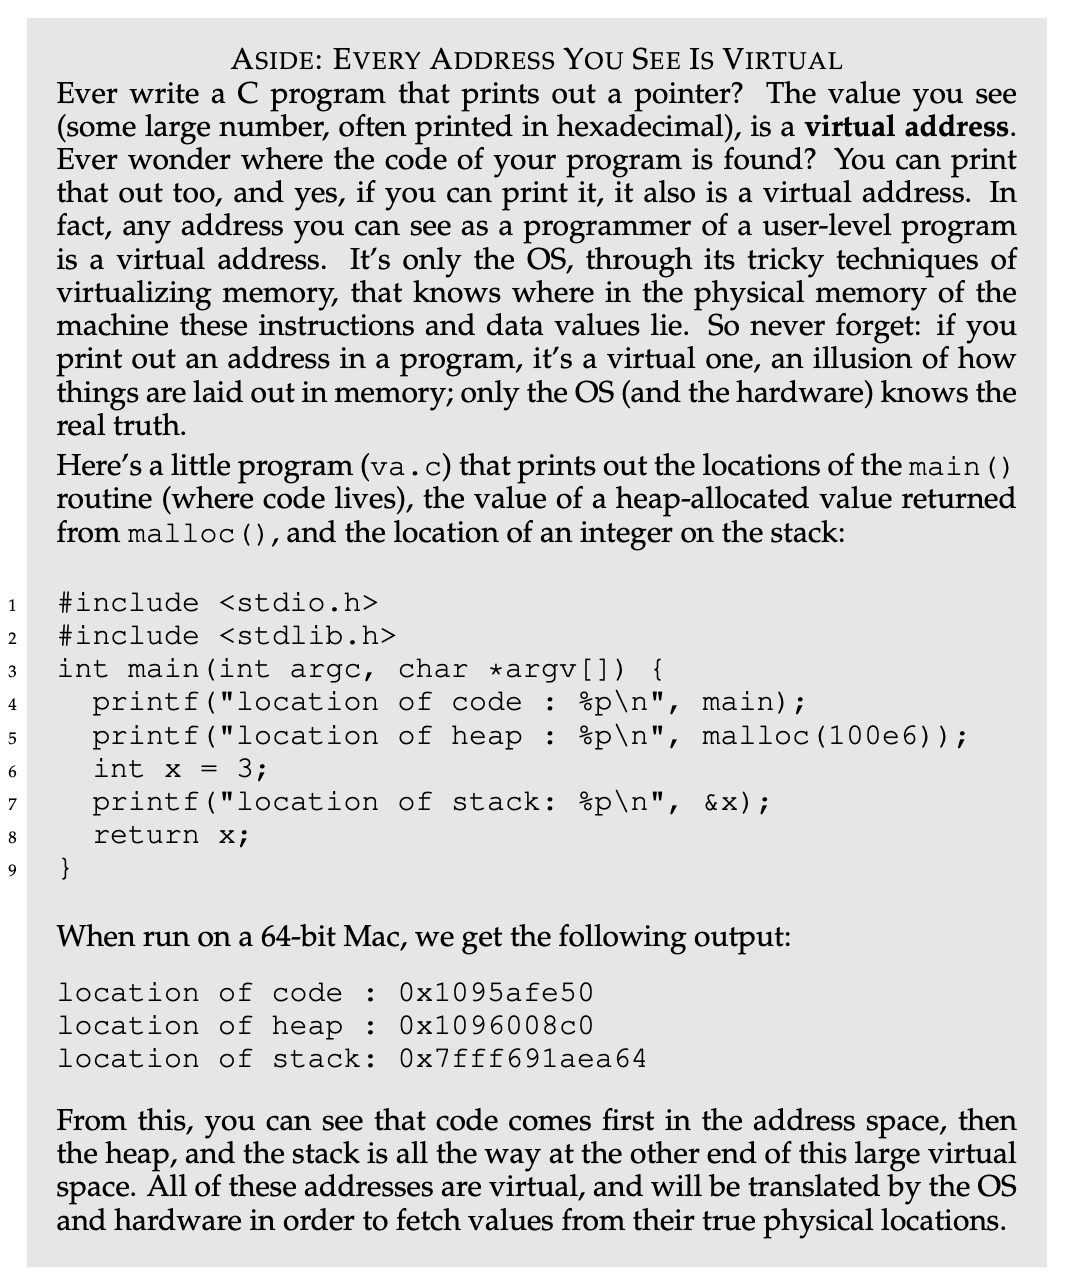 ASIDE: EVERY ADDRESS YOU SEE IS VIRTUAL
Ever write a C program that prints out a pointer? The value you see
(some large number, often printed in hexadecimal), is a virtual address.
Ever wonder where the code of your program is found? You can print
that out too, and yes, if you can print it, it also is a virtual address. In
fact, any address you can see as a programmer of a user-level program
is a virtual address. It's only the OS, through its tricky techniques of
virtualizing memory, that knows where in the physical memory of the
machine these instructions and data values lie. So never forget: if you
print out an address in a program, it's a virtual one, an illusion of how
things are laid out in memory; only the OS (and the hardware) knows the
real truth.
Here's a little program (va.c) that prints out the locations of the main()
routine (where code lives), the value of a heap-allocated value returned
from malloc(), and the location of an integer on the stack:
1 #include <stdio.h>
2 #include <stdlib.h>
3 int main(int argc, char *argv[]) {
4   printf("location of code : %p\n", main);
5   printf("location of heap : %p\n", malloc(100e6));
6   int x = 3;
7   printf("location of stack: %p\n", &x);
8   return x;
9 }
When run on a 64-bit Mac, we get the following output:
location of code : 0x1095afe50
location of heap : 0x1096008c0
location of stack: 0x7fff691aea64
From this, you can see that code comes first in the address space, then
the heap, and the stack is all the way at the other end of this large virtual
space. All of these addresses are virtual, and will be translated by the OS
and hardware in order to fetch values from their true physical locations.